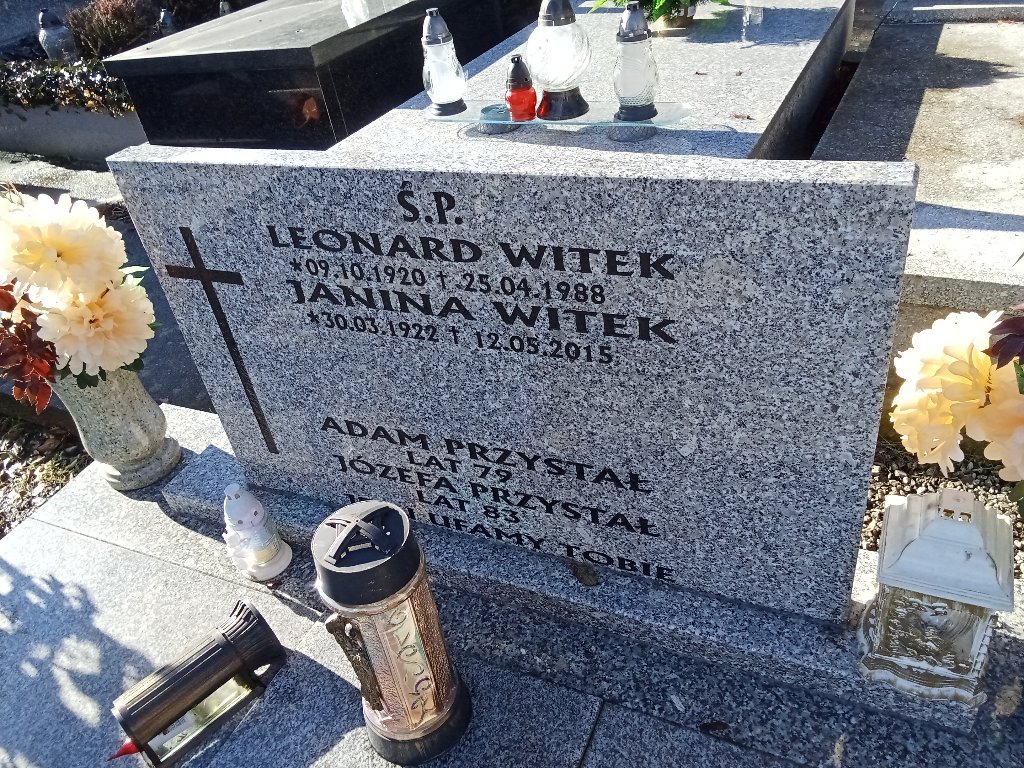 Ś.P.
LEONARD WITEK
*09.10.1920 † 25.04.1988
JANINA WITEK
*30.03.1922 † 12.05.2015
ADAM PRZYSTAŁ
LAT 79
JÓZEFA PRZYSTAŁ
LAT 83
UFAMY TOBIE